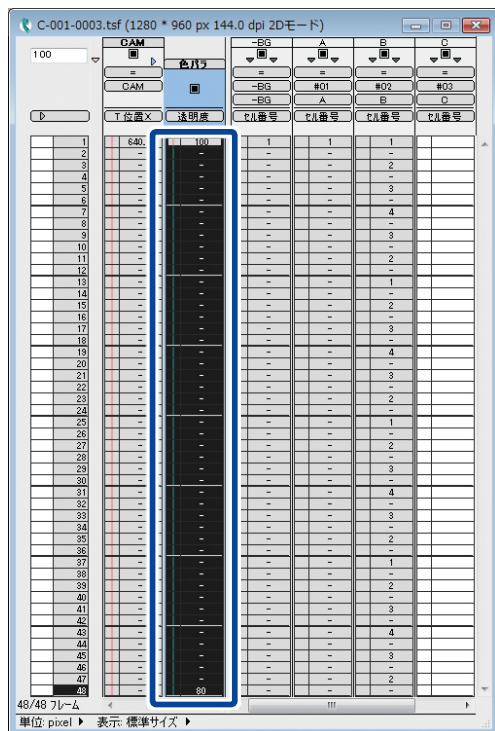 C-001-0003.tsf (1280 * 960 px 144.0 dpi 2Dモード)
CAM -BG A B C
100 色パラ
= = = = =
CAM -BG #01 #02 #03
-BG A B C
T 位置X 透明度 セル番号 セル番号 セル番号 セル番号
1 640. 100 1 1 1
2 - - - - -
3 - - - - 2
4 - - - - -
5 - - - - 3
6 - - - - -
7 - - - - 4
8 - - - - -
9 - - - - 3
10 - - - - -
11 - - - - 2
12 - - - - -
13 - - - - 1
14 - - - - -
15 - - - - 2
16 - - - - -
17 - - - - 3
18 - - - - -
19 - - - - 4
20 - - - - -
21 - - - - 3
22 - - - - -
23 - - - - 2
24 - - - - -
25 - - - - 1
26 - - - - -
27 - - - - 2
28 - - - - -
29 - - - - 3
30 - - - - -
31 - - - - 4
32 - - - - -
33 - - - - 3
34 - - - - -
35 - - - - 2
36 - - - - -
37 - - - - 1
38 - - - - -
39 - - - - 2
40 - - - - -
41 - - - - 3
42 - - - - -
43 - - - - 4
44 - - - - -
45 - - - - 3
46 - - - - -
47 - - - - 2
48 - 80 - - -
48/48 フレーム
単位: pixel 表示: 標準サイズ